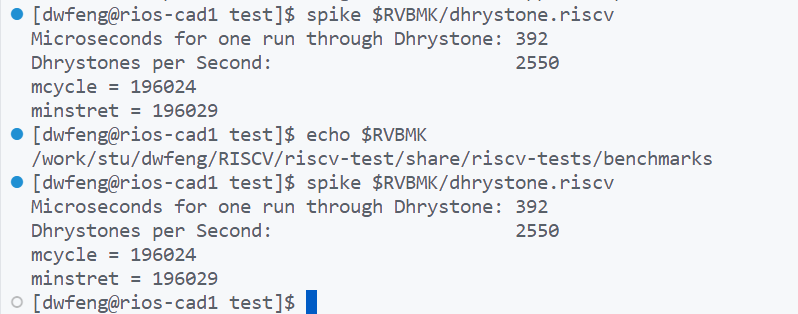 [dwfeng@rios-cad1 test]$ spike $RVBMK/dhrystone.riscv
Microseconds for one run through Dhrystone: 392
Dhrystones per Second:                      2550
mcycle = 196024
minstret = 196029
[dwfeng@rios-cad1 test]$ echo $RVBMK
/work/stu/dwfeng/RISCV/riscv-test/share/riscv-tests/benchmarks
[dwfeng@rios-cad1 test]$ spike $RVBMK/dhrystone.riscv
Microseconds for one run through Dhrystone: 392
Dhrystones per Second:                      2550
mcycle = 196024
minstret = 196029
[dwfeng@rios-cad1 test]$